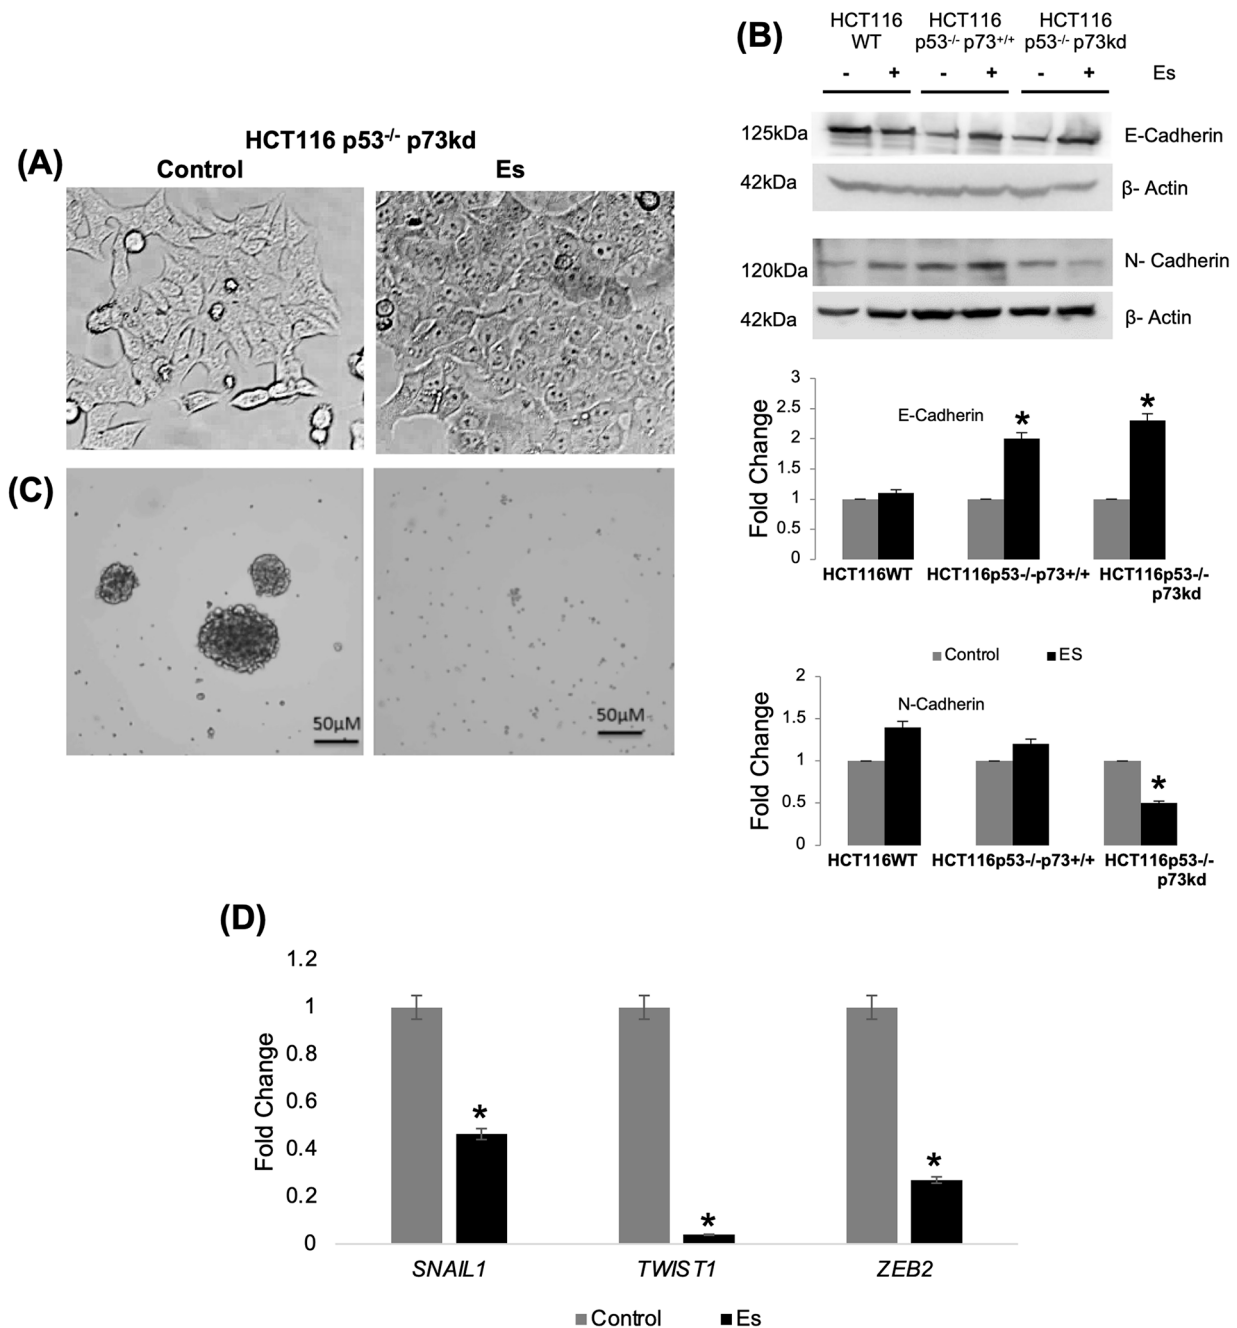 (A)
HCT116 p53-/- p73kd
Control
Es
(C)
50µM
50µM
(B)
HCT116
WT
HCT116
p53-/- p73+/+
HCT116
p53-/- p73kd
- + - + - + Es
125kDa
E-Cadherin
42kDa
β- Actin
120kDa
N- Cadherin
42kDa
β- Actin
Fold Change
3
2.5
2
1
0.5
0
E-Cadherin
*
*
HCT116WT
HCT116p53-/-p73+/+
HCT116p53-/-
p73kd
Control
ES
Fold Change
2
1.5
1
0.5
0
N-Cadherin
*
HCT116WT
HCT116p53-/-p73+/+
HCT116p53-/-
p73kd
(D)
Fold Change
1.2
1
0.8
0.6
0.4
0.2
0
*
*
*
SNAIL1
TWIST1
ZEB2
Control
Es